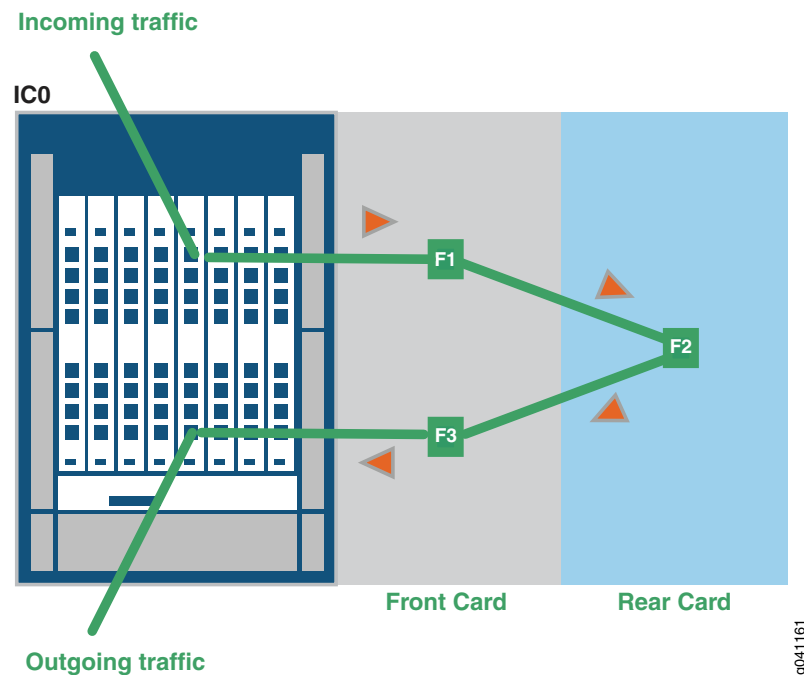 Incoming traffic
IC0
F1
F2
F3
Front Card
Rear Card
Outgoing traffic
g041161